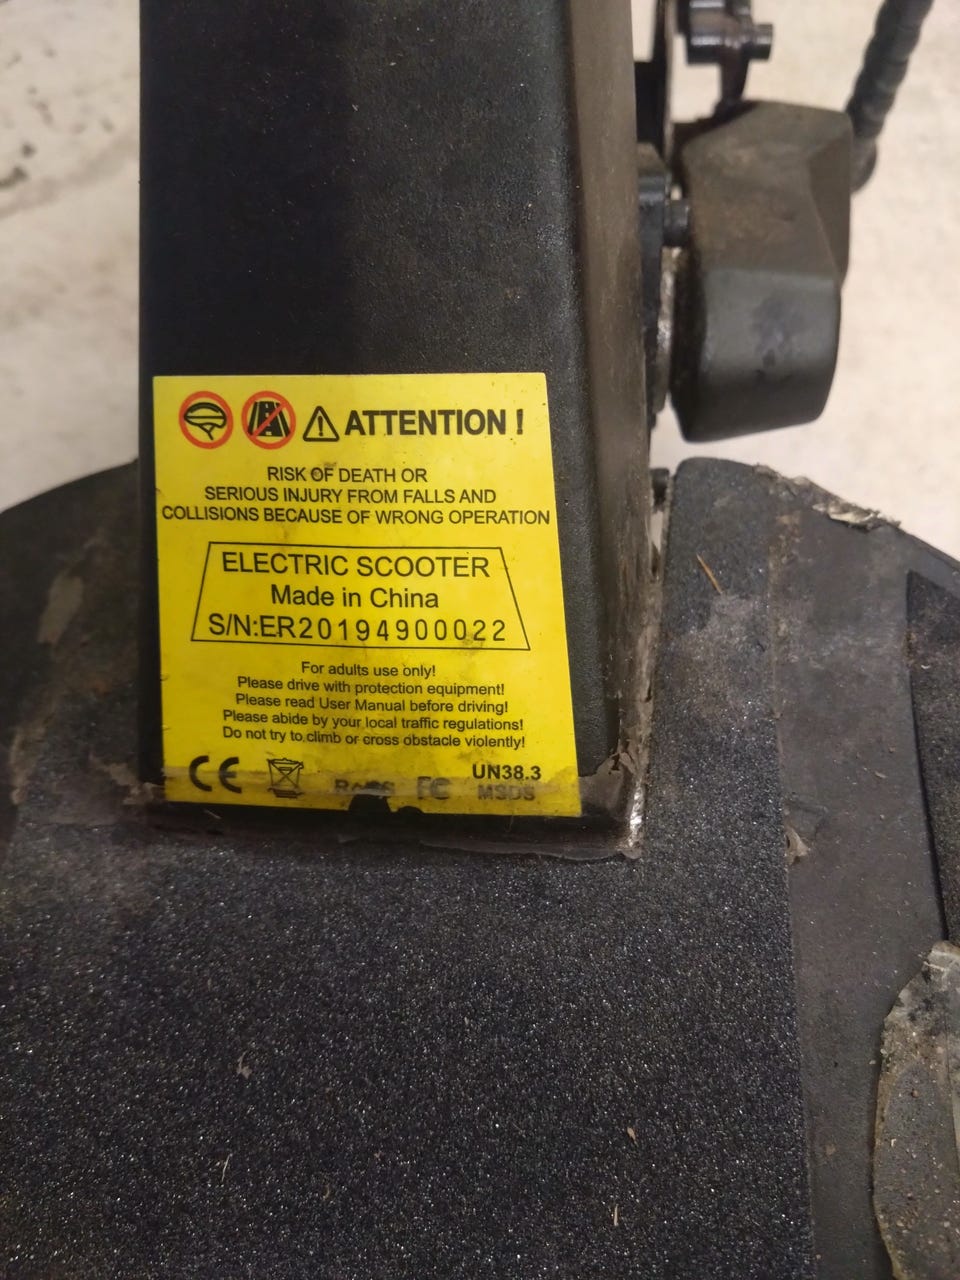 ATTENTION !
RISK OF DEATH OR
SERIOUS INJURY FROM FALLS AND
COLLISIONS BECAUSE OF WRONG OPERATION
ELECTRIC SCOOTER
Made in China
S/N:ER20194900022
For adults use only!
Please drive with protection equipment!
Please read User Manual before driving!
Please abide by your local traffic regulations!
Do not try to climb or cross obstacle violently!
CE FC UN38.3
MSDS